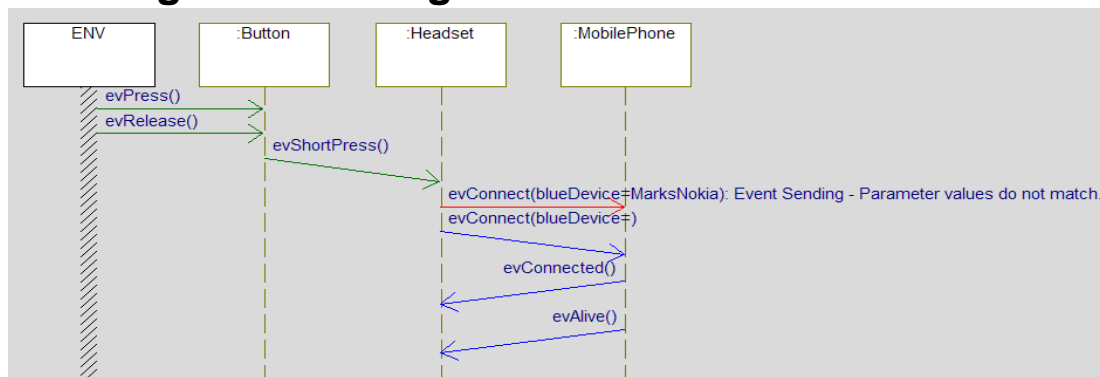 ENV :Button :Headset :MobilePhone
evPress()
evRelease()
evShortPress()
evConnect(blueDevice=MarksNokia): Event Sending - Parameter values do not match.
evConnect(blueDevice=)
evConnected()
evAlive()